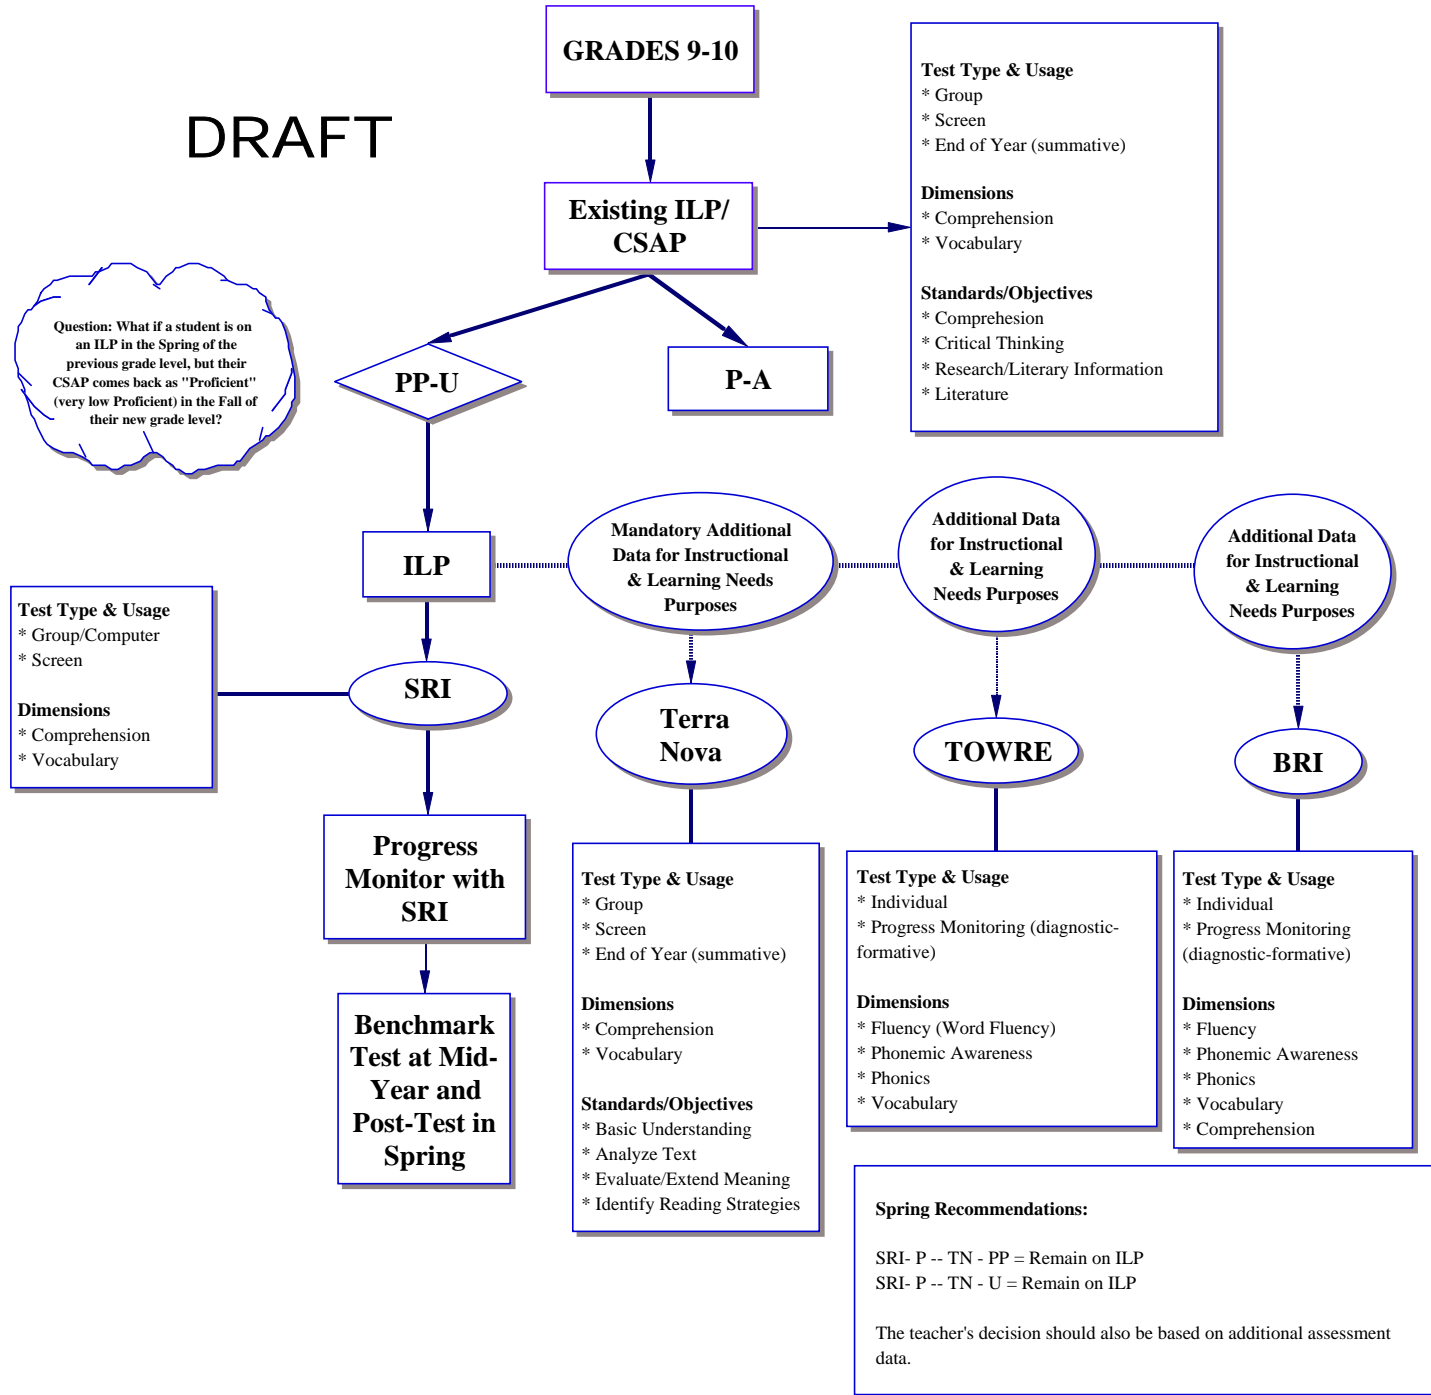 GRADES 9-10
DRAFT
Test Type & Usage
* Group
* Screen
* End of Year (summative)
Dimensions
* Comprehension
* Vocabulary
Standards/Objectives
* Comprehesion
* Critical Thinking
* Research/Literary Information
* Literature
Existing ILP/
CSAP
Question: What if a student is on
an ILP in the Spring of the
previous grade level, but their
CSAP comes back as "Proficient"
(very low Proficient) in the Fall of
their new grade level?
PP-U
P-A
ILP
Mandatory Additional
Data for Instructional
& Learning Needs
Purposes
Additional Data
for Instructional
& Learning
Needs Purposes
Additional Data
for Instructional
& Learning
Needs Purposes
Test Type & Usage
* Group/Computer
* Screen
Dimensions
* Comprehension
* Vocabulary
SRI
Terra
Nova
TOWRE
BRI
Progress
Monitor with
SRI
Benchmark
Test at Mid-
Year and
Post-Test in
Spring
Test Type & Usage
* Group
* Screen
* End of Year (summative)
Dimensions
* Comprehension
* Vocabulary
Standards/Objectives
* Basic Understanding
* Analyze Text
* Evaluate/Extend Meaning
* Identify Reading Strategies
Test Type & Usage
* Individual
* Progress Monitoring (diagnostic-
formative)
Dimensions
* Fluency (Word Fluency)
* Phonemic Awareness
* Phonics
* Vocabulary
Test Type & Usage
* Individual
* Progress Monitoring
(diagnostic-formative)
Dimensions
* Fluency
* Phonemic Awareness
* Phonics
* Vocabulary
* Comprehension
Spring Recommendations:
SRI- P -- TN - PP = Remain on ILP
SRI- P -- TN - U = Remain on ILP
The teacher's decision should also be based on additional assessment
data.